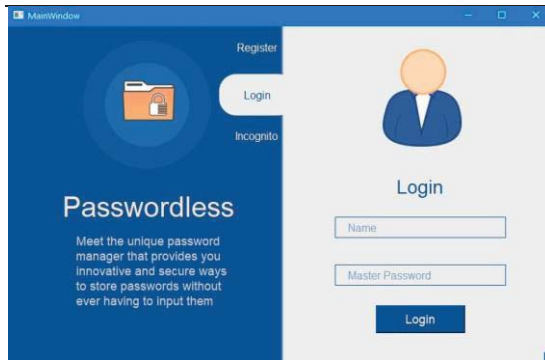 MainWindow
Register
Login
Incognito
Passwordless
Meet the unique password
manager that provides you
innovative and secure ways
to store passwords without
ever having to input them
Login
Name
Master Password
Login